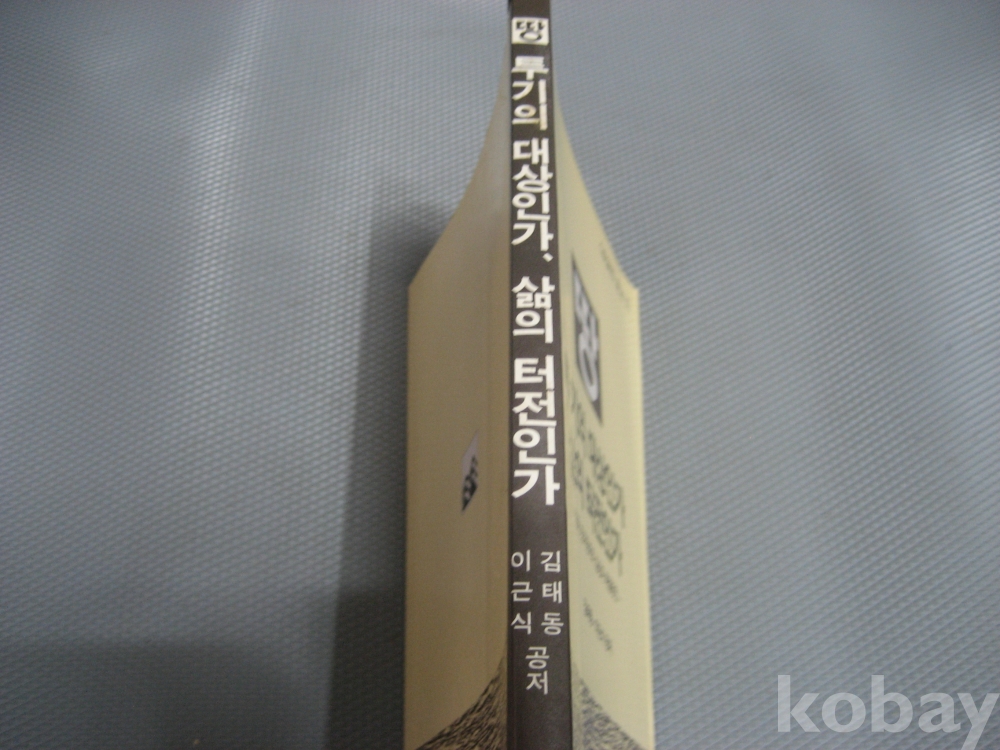 땅 투기의 대상인가, 삶의 터전인가
김태동
이근식
공저
땅
kobay